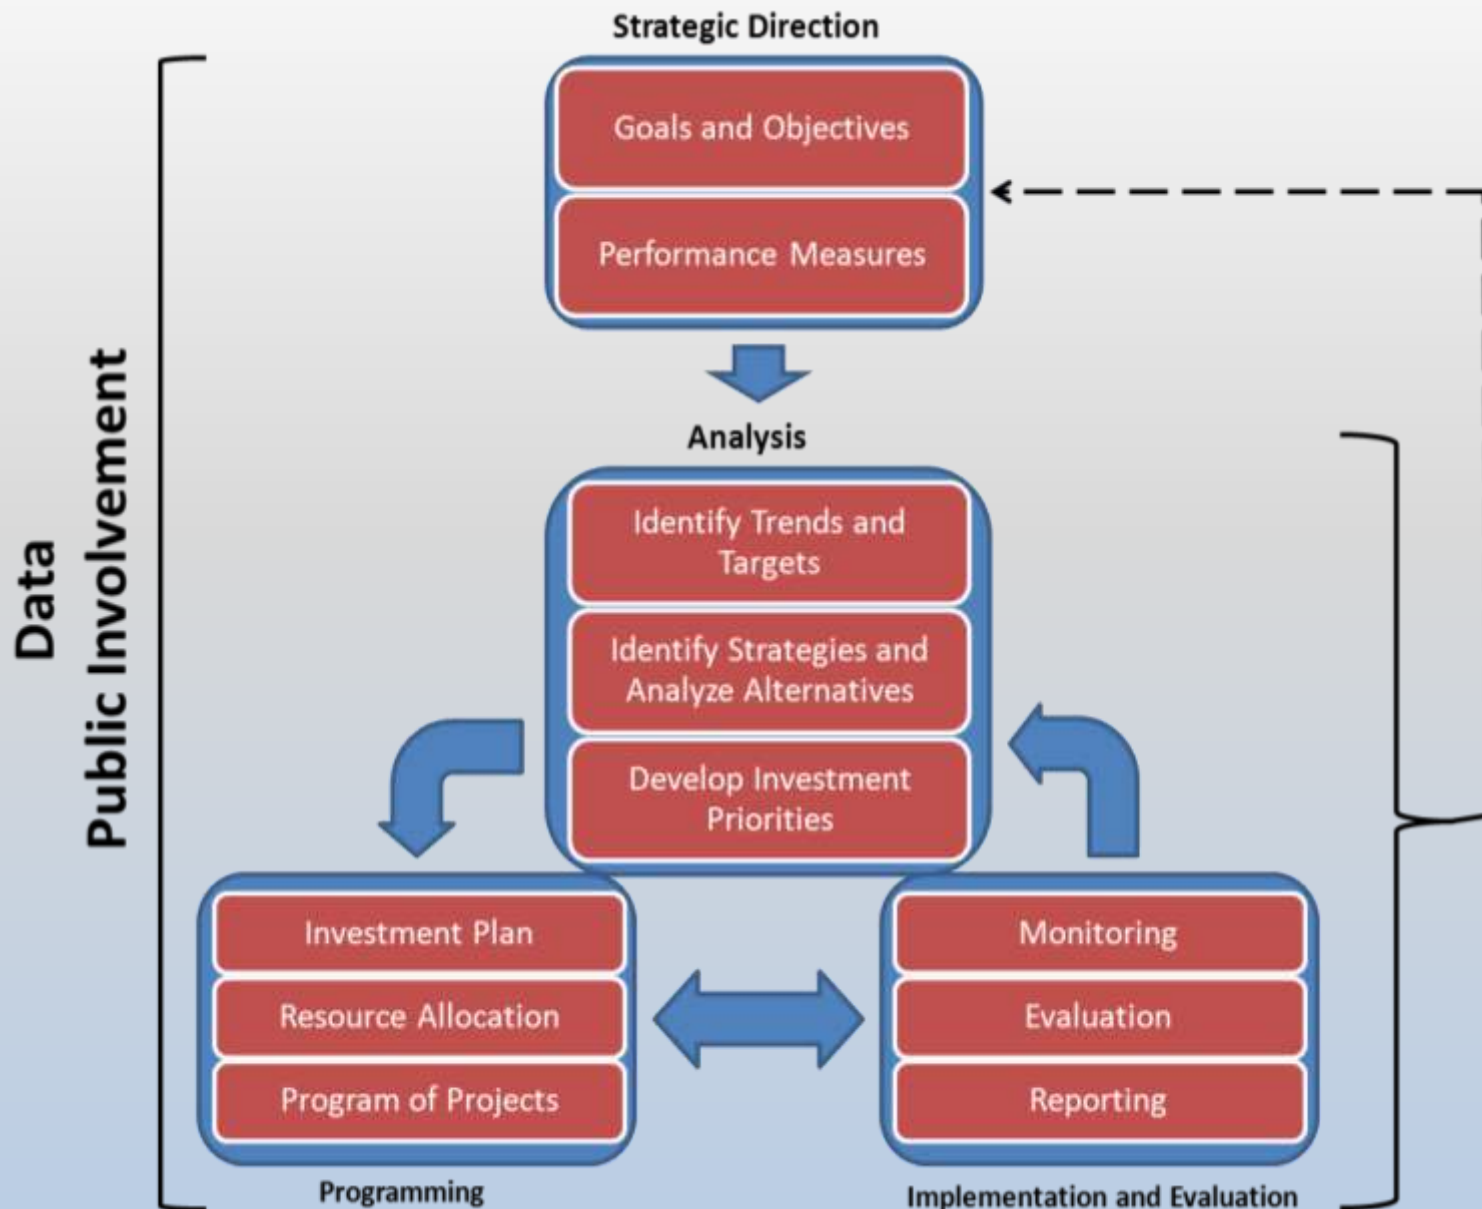 Strategic Direction
Goals and Objectives
Performance Measures
Data
Public Involvement
Analysis
Identify Trends and
Targets
Identify Strategies and
Analyze Alternatives
Develop Investment
Priorities
Investment Plan
Resource Allocation
Program of Projects
Programming
Monitoring
Evaluation
Reporting
Implementation and Evaluation